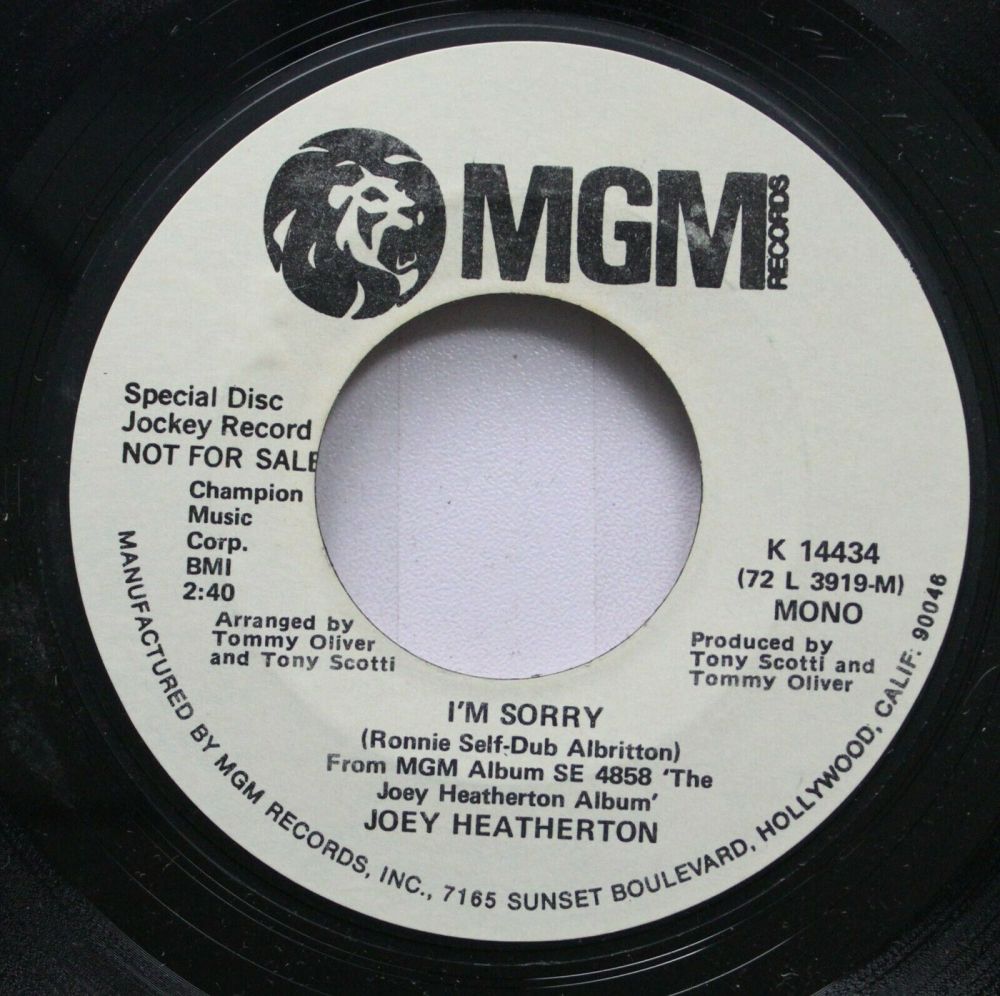 MGM RECORDS
Special Disc
Jockey Record
NOT FOR SALE
Champion
Music
Corp.
BMI
2:40
Arranged by
Tommy Oliver
and Tony Scotti
K 14434
(72 L 3919-M)
MONO
Produced by
Tony Scotti and
Tommy Oliver
I'M SORRY
(Ronnie Self-Dub Albritton)
From MGM Album SE 4858 'The
Joey Heatherton Album'
JOEY HEATHERTON
MANUFACTURED BY MGM RECORDS, INC., 7165 SUNSET BOULEVARD, HOLLYWOOD, CALIF. 90046